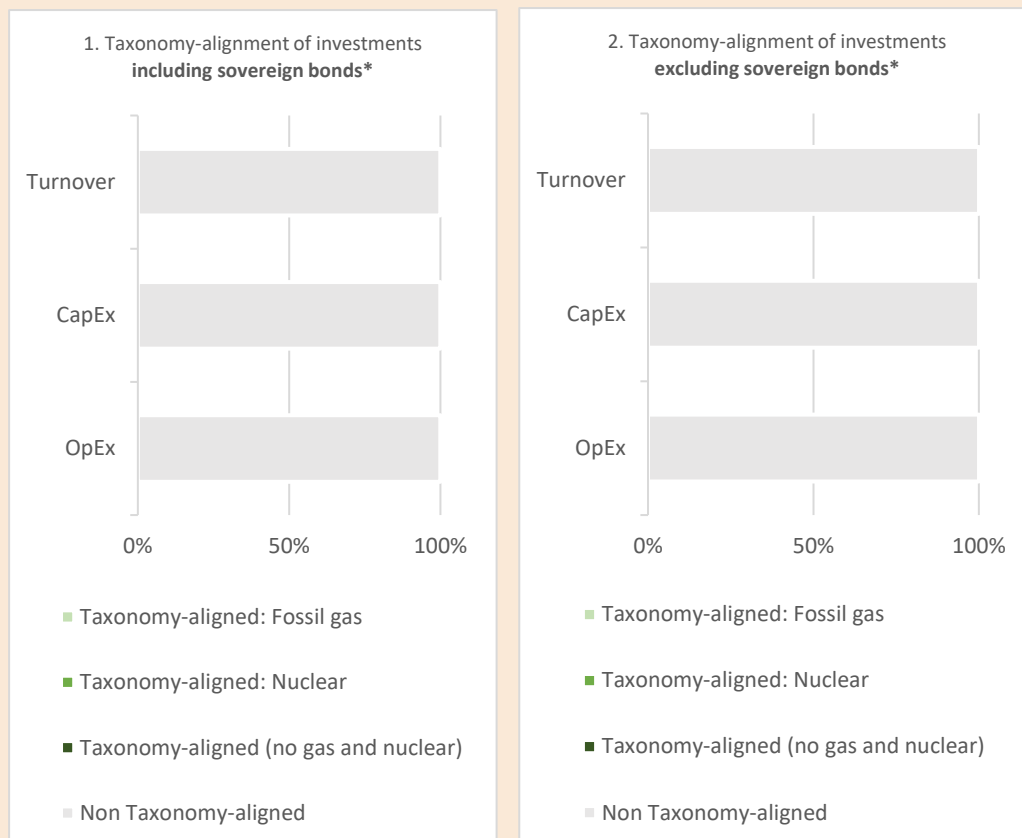 1. Taxonomy-alignment of investments
including sovereign bonds*
Turnover
CapEx
OpEx
0% 50% 100%
Taxonomy-aligned: Fossil gas
Taxonomy-aligned: Nuclear
Taxonomy-aligned (no gas and nuclear)
Non Taxonomy-aligned
2. Taxonomy-alignment of investments
excluding sovereign bonds*
Turnover
CapEx
OpEx
0% 50% 100%
Taxonomy-aligned: Fossil gas
Taxonomy-aligned: Nuclear
Taxonomy-aligned (no gas and nuclear)
Non Taxonomy-aligned